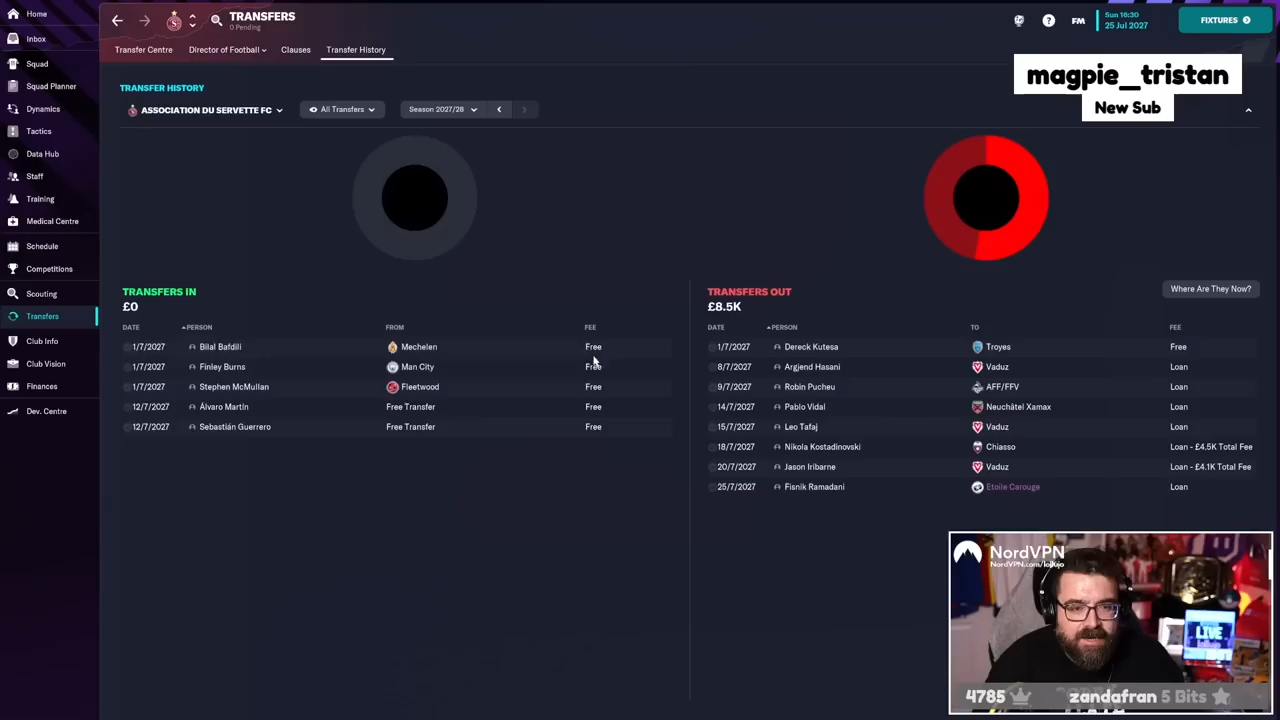 Home
TRANSFERS
0 Pending
FM
Sun 16:30
25 Jul 2027
FIXTURES
Inbox
Squad
Squad Planner
Dynamics
Tactics
Data Hub
Staff
Training
Medical Centre
Schedule
Competitions
Scouting
Transfers
Club Info
Club Vision
Finances
Dev. Centre
Transfer Centre
Director of Football
Clauses
Transfer History
magpie_tristan
New Sub
TRANSFER HISTORY
ASSOCIATION DU SERVETTE FC
All Transfers
Season 2027/28
TRANSFERS IN
£0
DATE PERSON FROM FEE
1/7/2027 Bilal Bafdili Mechelen Free
1/7/2027 Finley Burns Man City Free
1/7/2027 Stephen McMullan Fleetwood Free
12/7/2027 Álvaro Martín Free Transfer Free
12/7/2027 Sebastián Guerrero Free Transfer Free
TRANSFERS OUT
£8.5K
Where Are They Now?
DATE PERSON TO FEE
1/7/2027 Dereck Kutesa Troyes Free
8/7/2027 Argjend Hasani Vaduz Loan
9/7/2027 Robin Pucheu AFF/FFV Loan
14/7/2027 Pablo Vidal Neuchâtel Xamax Loan
15/7/2027 Leo Tafaj Vaduz Loan
18/7/2027 Nikola Kostadinovski Chiasso Loan - £4.5K Total Fee
20/7/2027 Jason Iribarne Vaduz Loan - £4.1K Total Fee
25/7/2027 Fisnik Ramadani Etoile Carouge Loan
NordVPN
NordVPN.com/lollujo
LIVE
4785
zandafran 5 Bits